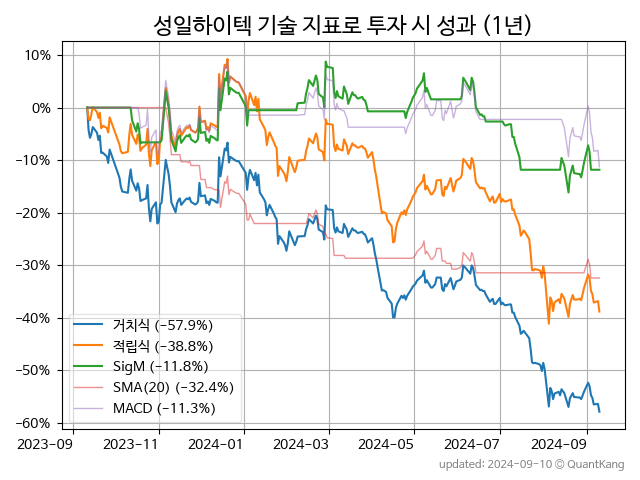 성일하이텍 기술 지표로 투자 시 성과 (1년)
10%
0%
−10%
−20%
−30%
−40%
−50%
−60%
거치식 (−57.9%)
적립식 (−38.8%)
SigM (−11.8%)
SMA(20) (−32.4%)
MACD (−11.3%)
2023-09 2023-11 2024-01 2024-03 2024-05 2024-07 2024-09
updated: 2024-09-10 ⓒ QuantKang